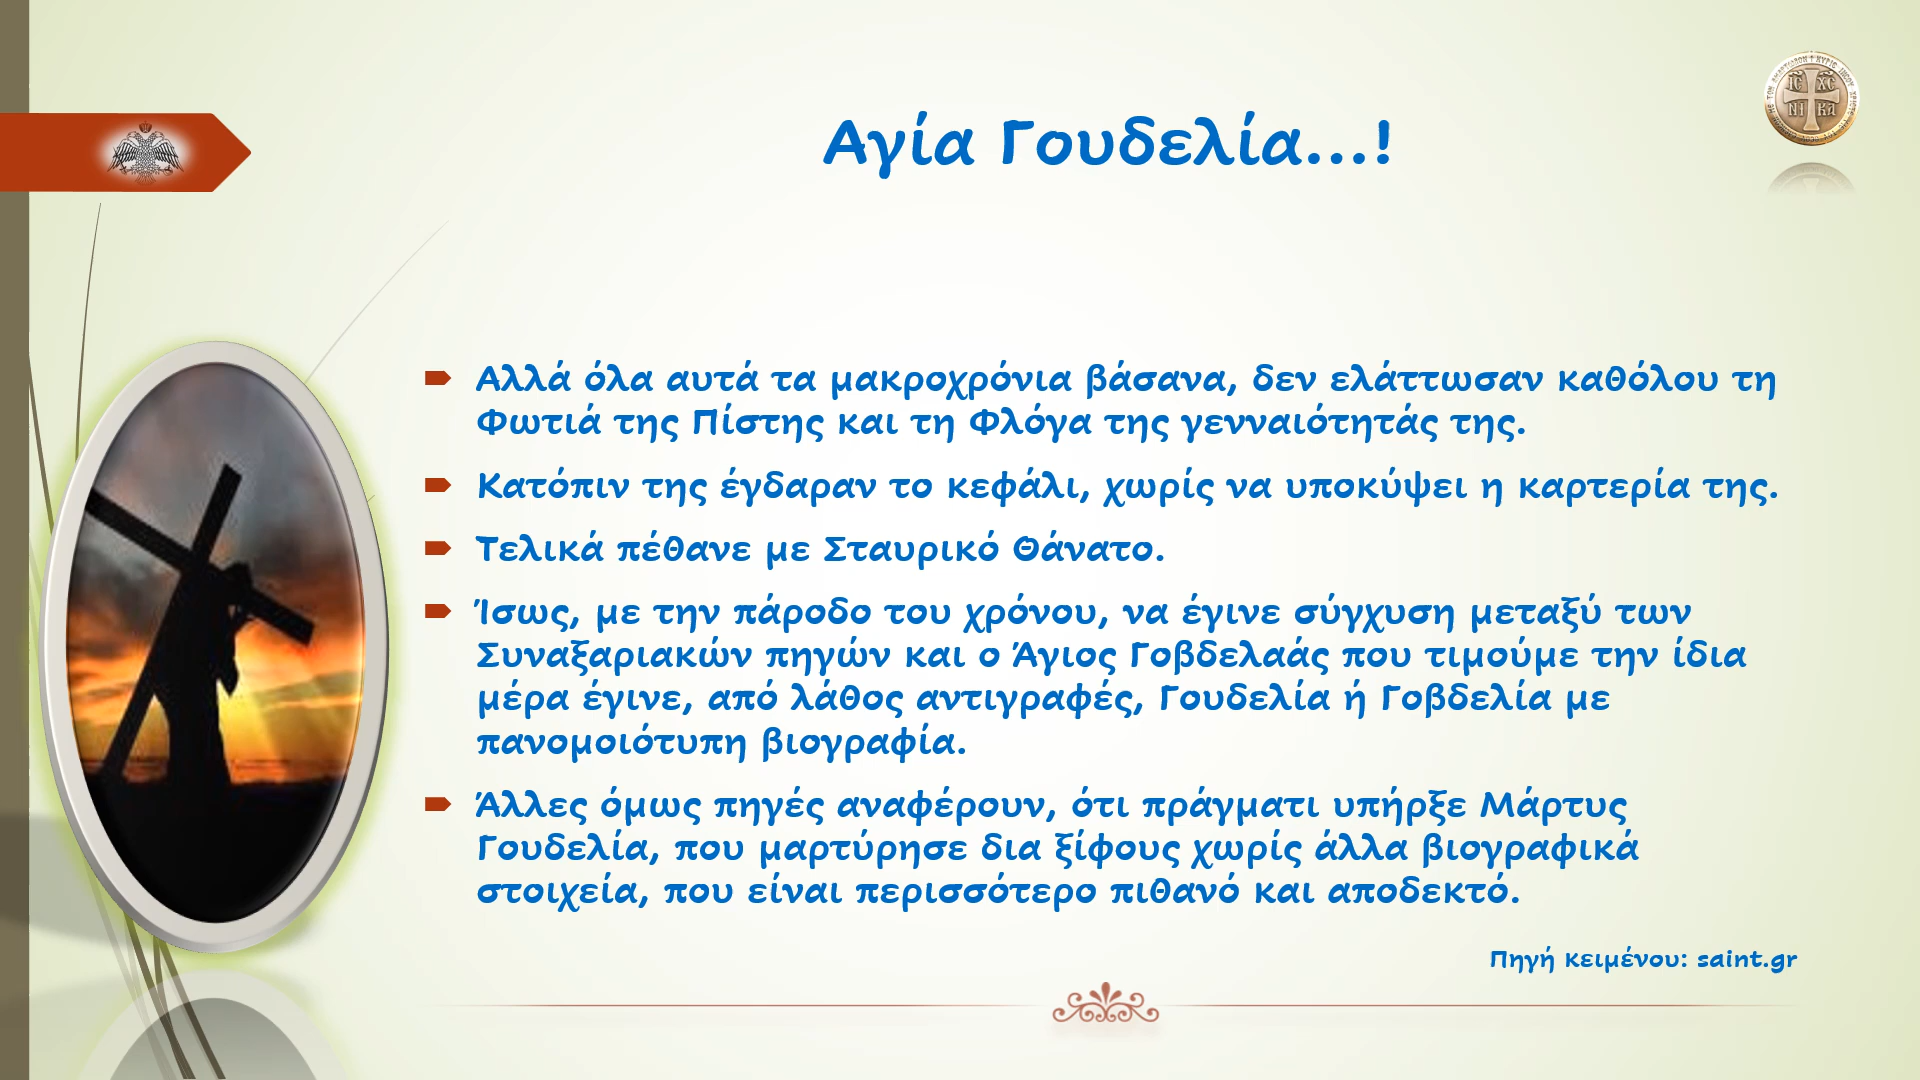 Αγία Γουδελία...!
Αλλά όλα αυτά τα μακροχρόνια βάσανα, δεν ελάττωσαν καθόλου τη
Φωτιά της Πίστης και τη Φλόγα της γενναιότητάς της.
Κατόπιν της έγδαραν το κεφάλι, χωρίς να υποκύψει η καρτερία της.
Τελικά πέθανε με Σταυρικό Θάνατο.
Ίσως, με την πάροδο του χρόνου, να έγινε σύγχυση μεταξύ των
Συναξαριακών πηγών και ο Άγιος Γοβδελαάς που τιμούμε την ίδια
μέρα έγινε, από λάθος αντιγραφές, Γουδελία ή Γοβδελία με
πανομοιότυπη βιογραφία.
Άλλες όμως πηγές αναφέρουν, ότι πράγματι υπήρξε Μάρτυς
Γουδελία, που μαρτύρησε δια ξίφους χωρίς άλλα βιογραφικά
στοιχεία, που είναι περισσότερο πιθανό και αποδεκτό.
Πηγή κειμένου: saint.gr
IC XC
NI KA